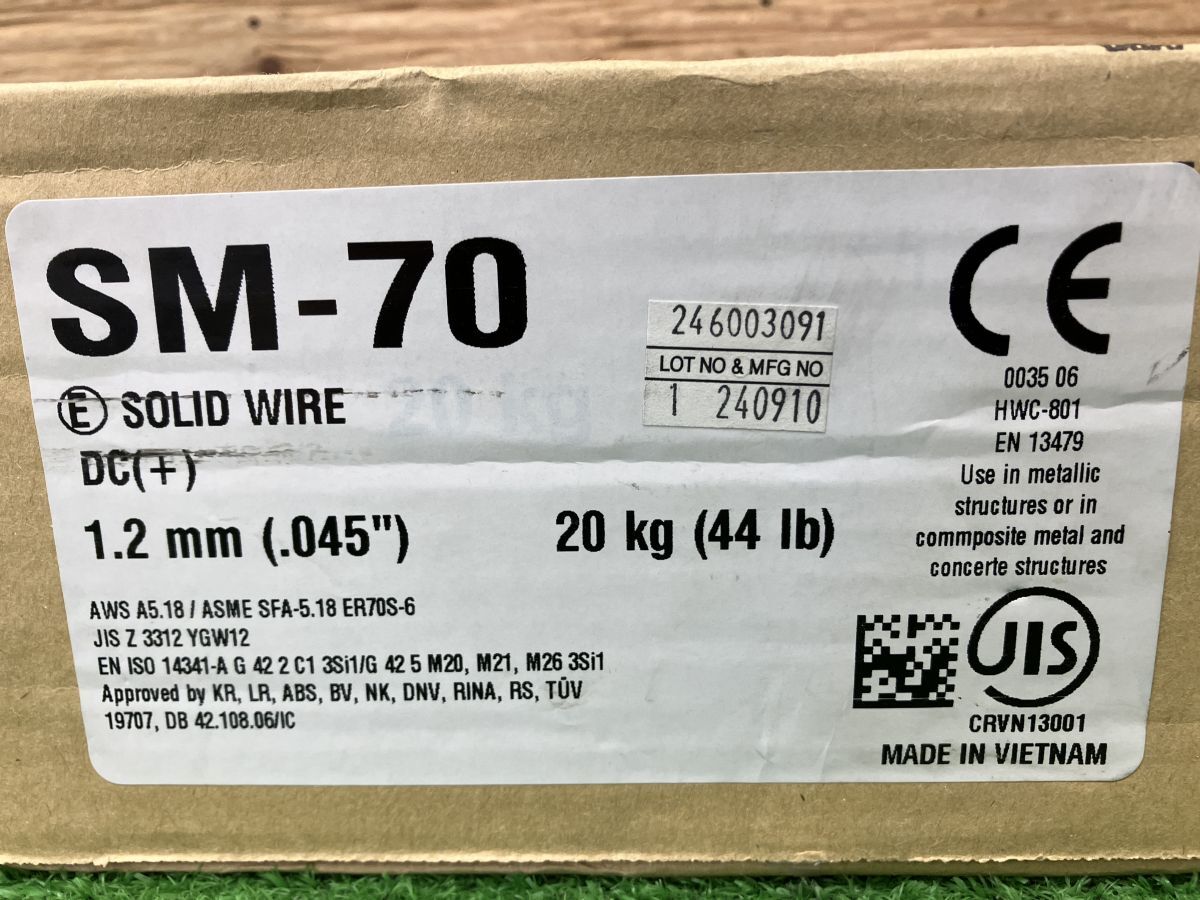 SM-70
E SOLID WIRE
DC(+)
1.2 mm (.045")
20 kg (44 lb)
AWS A5.18 / ASME SFA-5.18 ER70S-6
JIS Z 3312 YGW12
EN ISO 14341-A G 42 2 C1 3Si1/G 42 5 M20, M21, M26 3Si1
Approved by KR, LR, ABS, BV, NK, DNV, RINA, RS, TÜV
19707, DB 42.108.06/IC
246003091
LOT NO & MFG NO
1 240910
CE
0035 06
HWC-801
EN 13479
Use in metallic
structures or in
commposite metal and
concerte structures
JIS
CRVN13001
MADE IN VIETNAM